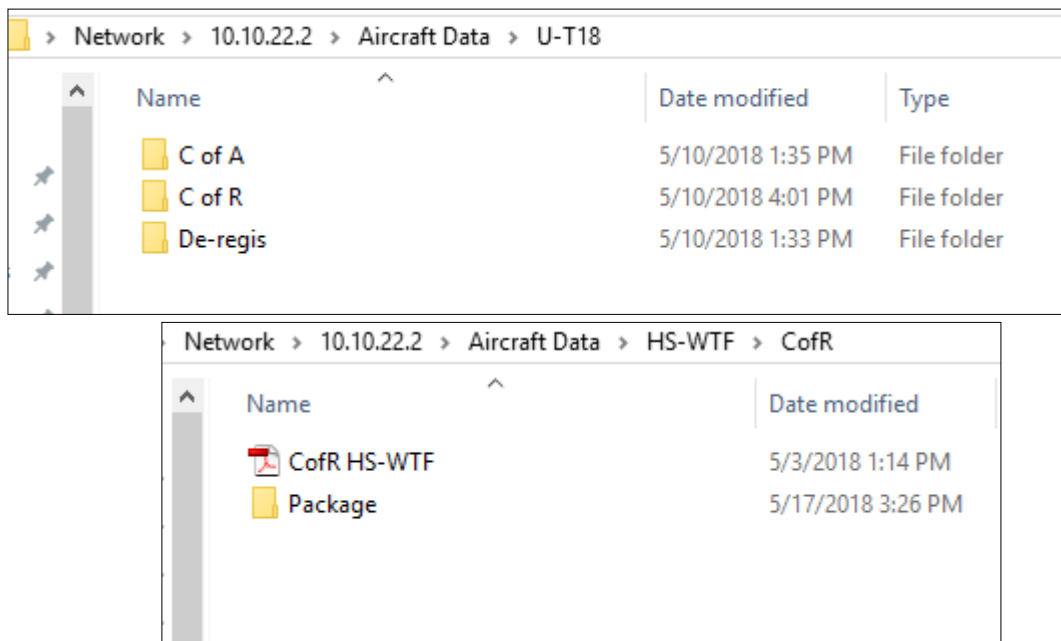 Network > 10.10.22.2 > Aircraft Data > U-T18
Name Date modified Type
C of A 5/10/2018 1:35 PM File folder
C of R 5/10/2018 4:01 PM File folder
De-regis 5/10/2018 1:33 PM File folder
Network > 10.10.22.2 > Aircraft Data > HS-WTF > CofR
Name Date modified
CofR HS-WTF 5/3/2018 1:14 PM
Package 5/17/2018 3:26 PM